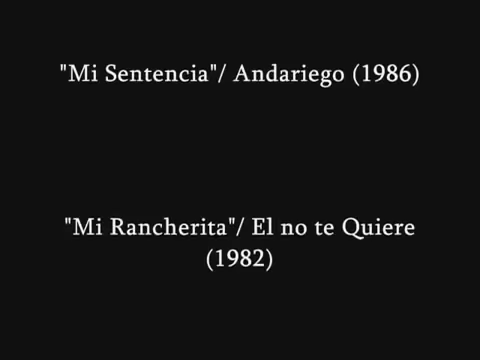 "Mi Sentencia"/ Andariego (1986)
"Mi Rancherita"/ El no te Quiere
(1982)